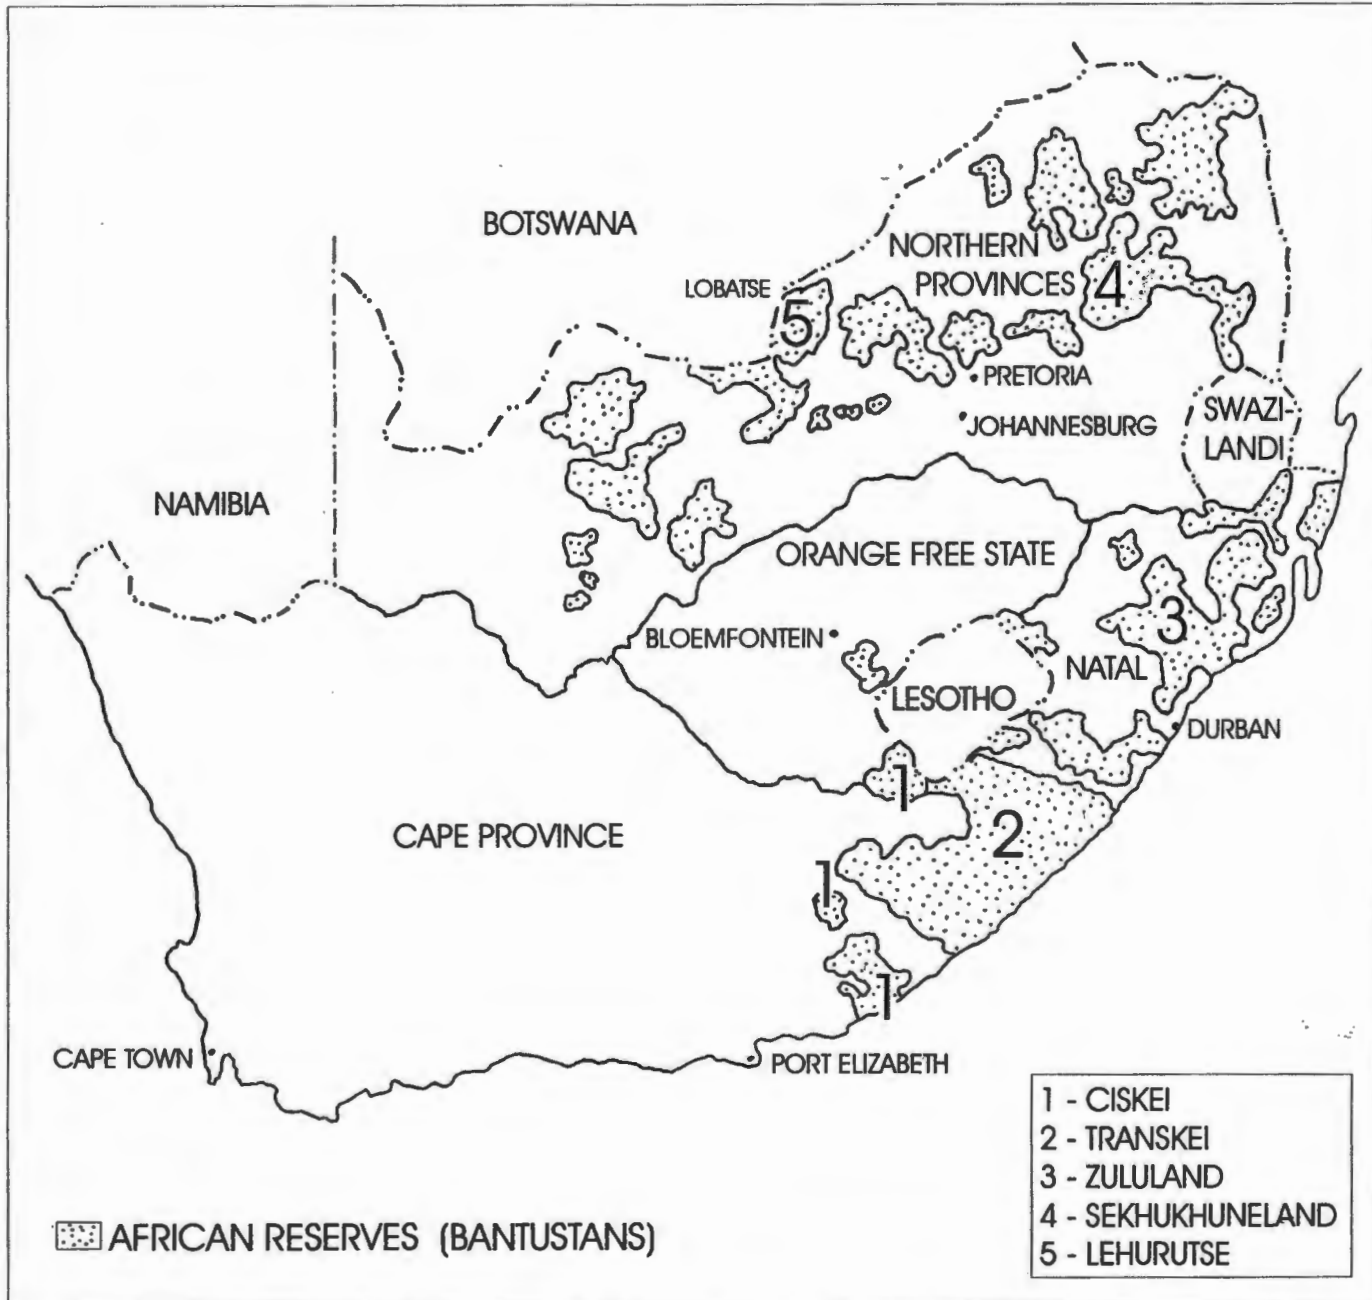 BOTSWANA
NORTHERN
PROVINCES
4
LOBATSE
5
PRETORIA
JOHANNESBURG
SWAZI-
LANDI
NAMIBIA
ORANGE FREE STATE
3
BLOEMFONTEIN
NATAL
LESOTHO
DURBAN
1
2
CAPE PROVINCE
1
1
CAPE TOWN
PORT ELIZABETH
1 - CISKEI
2 - TRANSKEI
3 - ZULULAND
4 - SEKHUKHUNELAND
5 - LEHURUTSE
AFRICAN RESERVES (BANTUSTANS)